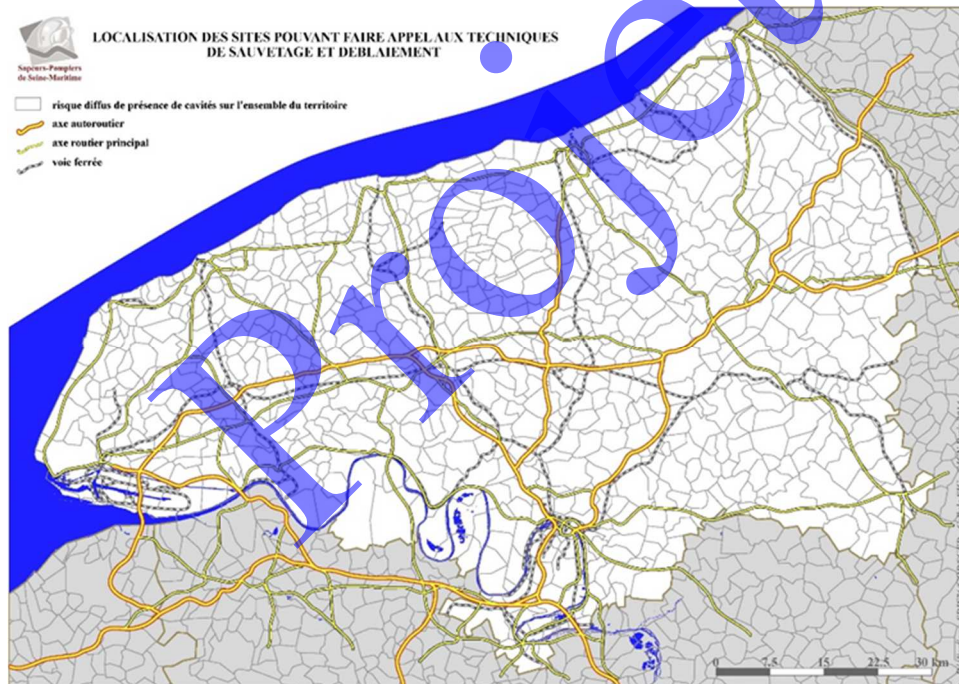 LOCALISATION DES SITES POUVANT FAIRE APPEL AUX TECHNIQUES
DE SAUVETAGE ET DEBLAIEMENT
Sapeurs-Pompiers
de Seine-Maritime
risque diffus de présence de cavités sur l'ensemble du territoire
axe autoroutier
axe routier principal
voie ferrée
Projet
0 7.5 15 22.5 30 km